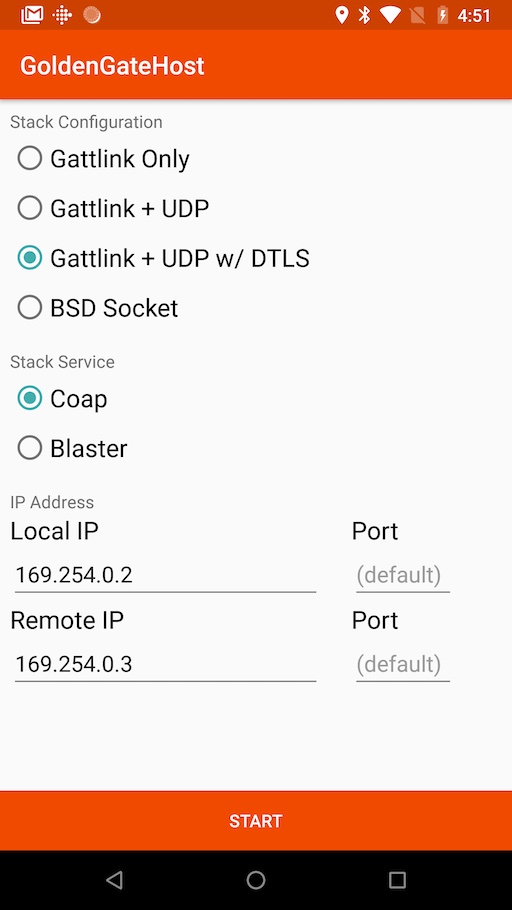 4:51
GoldenGateHost
Stack Configuration
Gattlink Only
Gattlink + UDP
Gattlink + UDP w/ DTLS
BSD Socket
Stack Service
Coap
Blaster
IP Address
Local IP Port
169.254.0.2 (default)
Remote IP Port
169.254.0.3 (default)
START